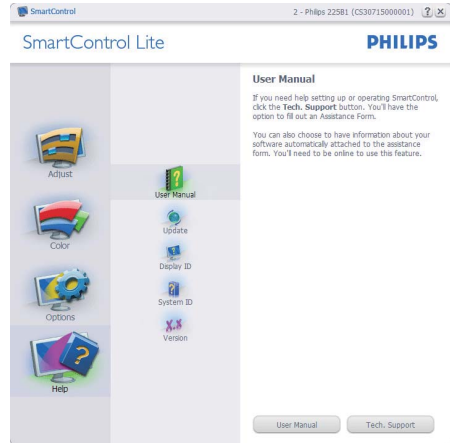 SmartControl
2 - Philips 225B1 (CS30715000001)
? X
SmartControl Lite
PHILIPS
User Manual
If you need help setting up or operating SmartControl,
click the Tech. Support button. You'll have the
option to fill out an Assistance Form.
You can also choose to have information about your
software automatically attached to the assistance
form. You'll need to be online to use this feature.
Adjust
Color
Options
Help
User Manual
Update
Display ID
System ID
X.X
Version
User Manual
Tech. Support